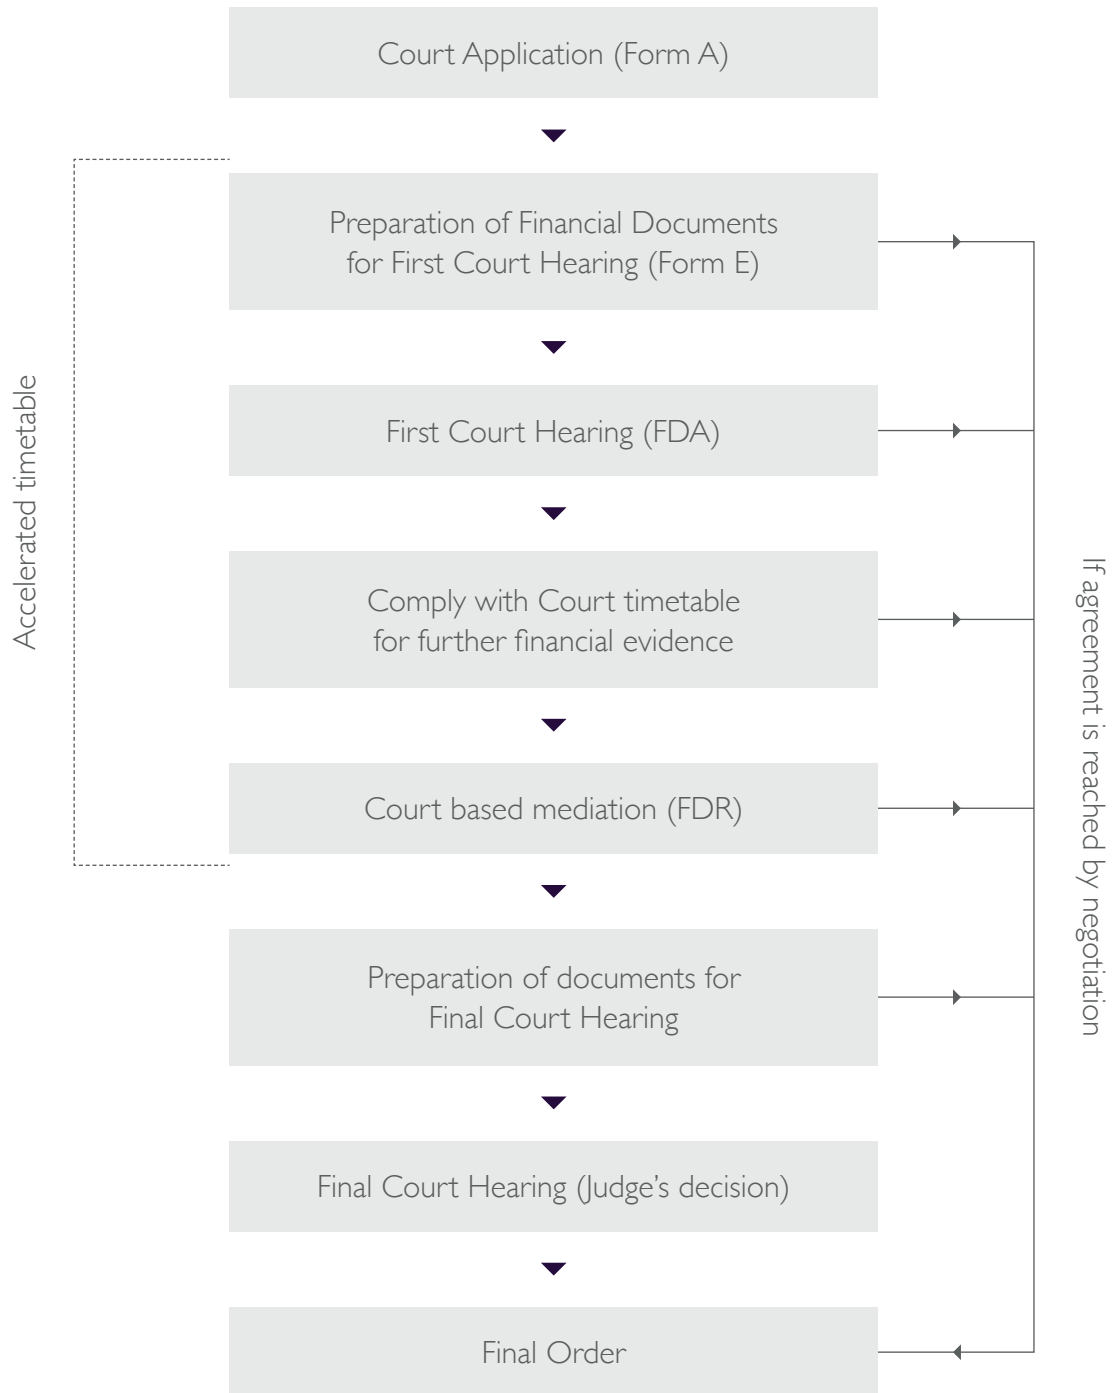 Court Application (Form A)
Preparation of Financial Documents
for First Court Hearing (Form E)
First Court Hearing (FDA)
Comply with Court timetable
for further financial evidence
Court based mediation (FDR)
Preparation of documents for
Final Court Hearing
Final Court Hearing (Judge’s decision)
Final Order
Accelerated timetable
If agreement is reached by negotiation